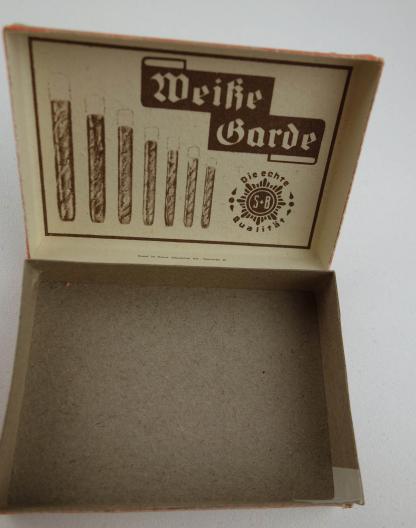 Weiße
Garde
Die echte
S+B
Qualität